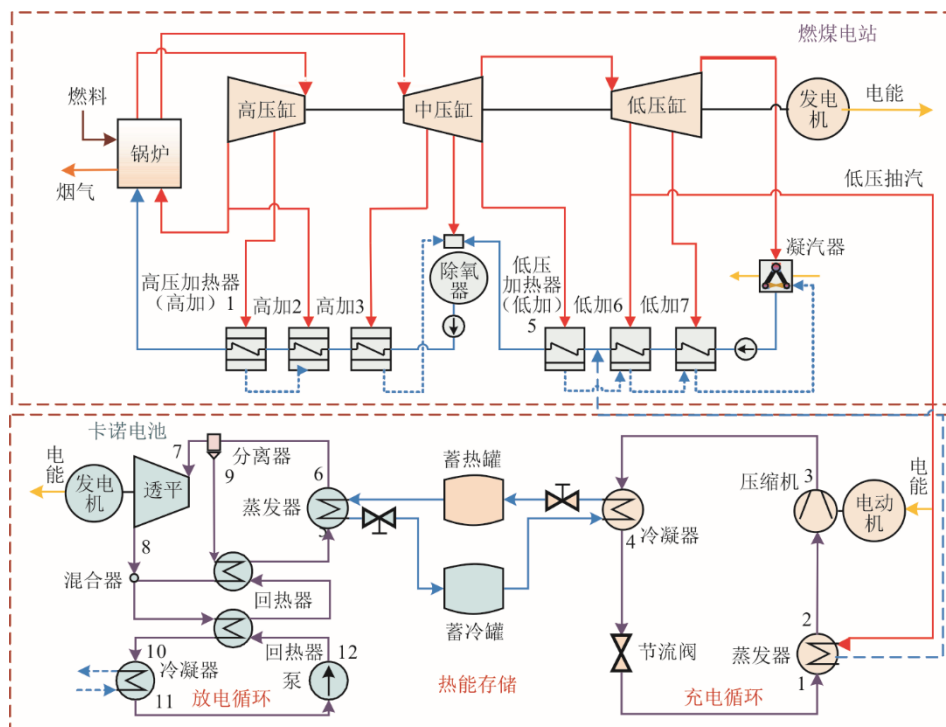 燃煤电站
燃料
锅炉
烟气
高压缸
中压缸
低压缸
发电
机
电能
低压抽汽
凝汽器
高压加热器
（高加）1
高加2
高加3
除氧
器
低压
加热器
（低加）
5
低加6
低加7
卡诺电池
电
能
发电
机
透平
7
分离器
9
6
蒸发器
5
8
混合器
回热器
回热器
10
冷凝器
11
12
泵
放电循环
蓄热罐
蓄冷罐
热能存储
4
冷凝器
节流阀
压缩机
3
电动
机
电
能
2
蒸发器
1
充电循环